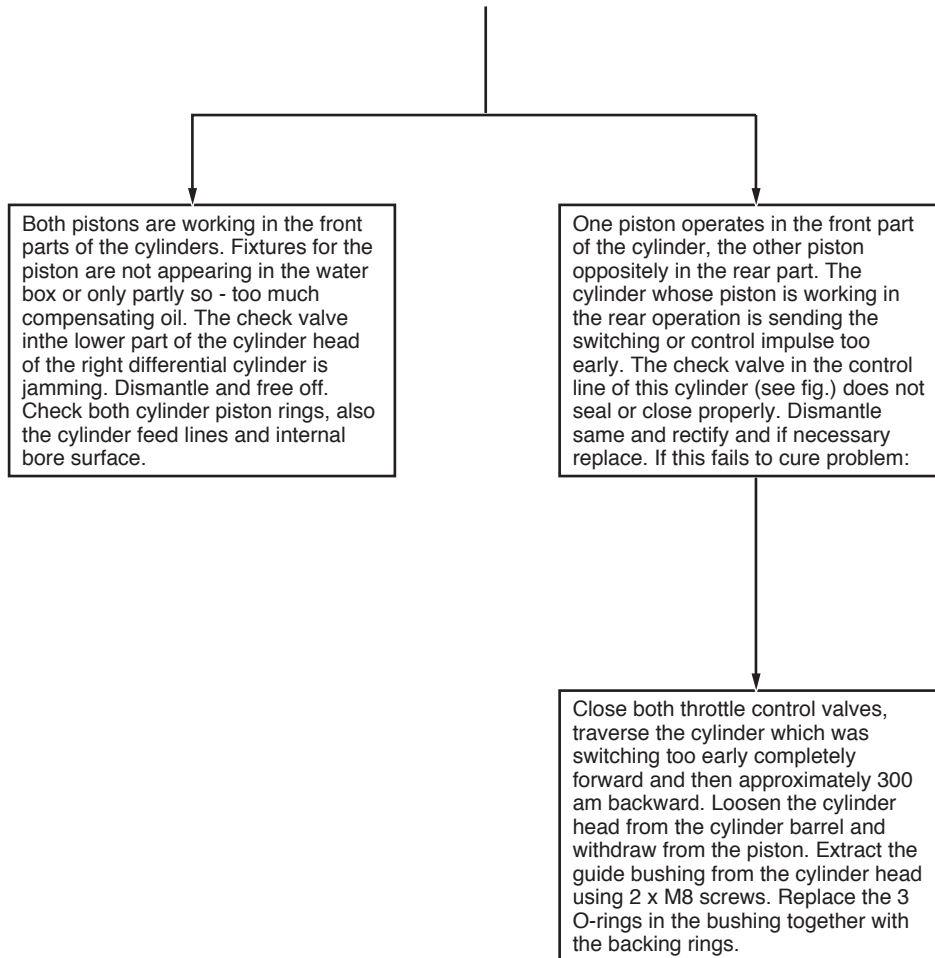 Both pistons are working in the front
parts of the cylinders. Fixtures for the
piston are not appearing in the water
box or only partly so - too much
compensating oil. The check valve
inthe lower part of the cylinder head
of the right differential cylinder is
jamming. Dismantle and free off.
Check both cylinder piston rings, also
the cylinder feed lines and internal
bore surface.
One piston operates in the front part
of the cylinder, the other piston
oppositely in the rear part. The
cylinder whose piston is working in
the rear operation is sending the
switching or control impulse too
early. The check valve in the control
line of this cylinder (see fig.) does not
seal or close properly. Dismantle
same and rectify and if necessary
replace. If this fails to cure problem:
Close both throttle control valves,
traverse the cylinder which was
switching too early completely
forward and then approximately 300
am backward. Loosen the cylinder
head from the cylinder barrel and
withdraw from the piston. Extract the
guide bushing from the cylinder head
using 2 x M8 screws. Replace the 3
O-rings in the bushing together with
the backing rings.